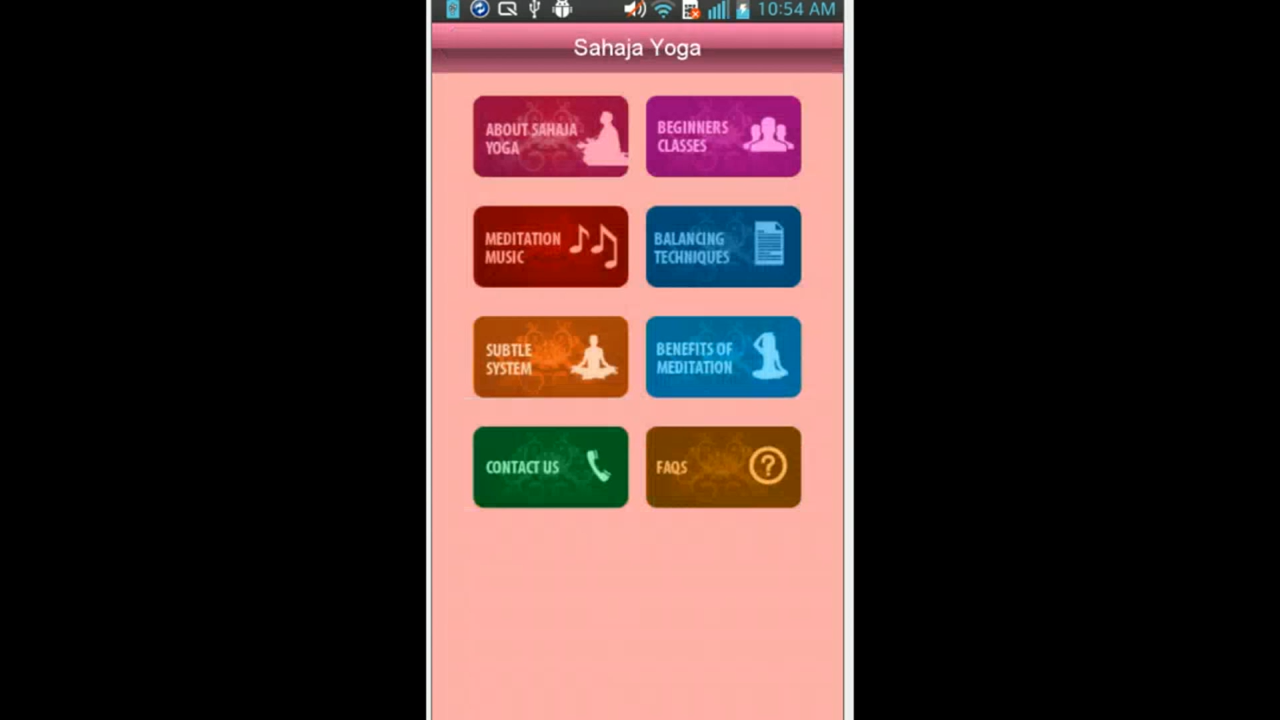 10:54 AM
Sahaja Yoga
ABOUT SAHAJA
YOGA
BEGINNERS
CLASSES
MEDITATION
MUSIC
BALANCING
TECHNIQUES
SUBTLE
SYSTEM
BENEFITS OF
MEDITATION
CONTACT US
FAQS
?